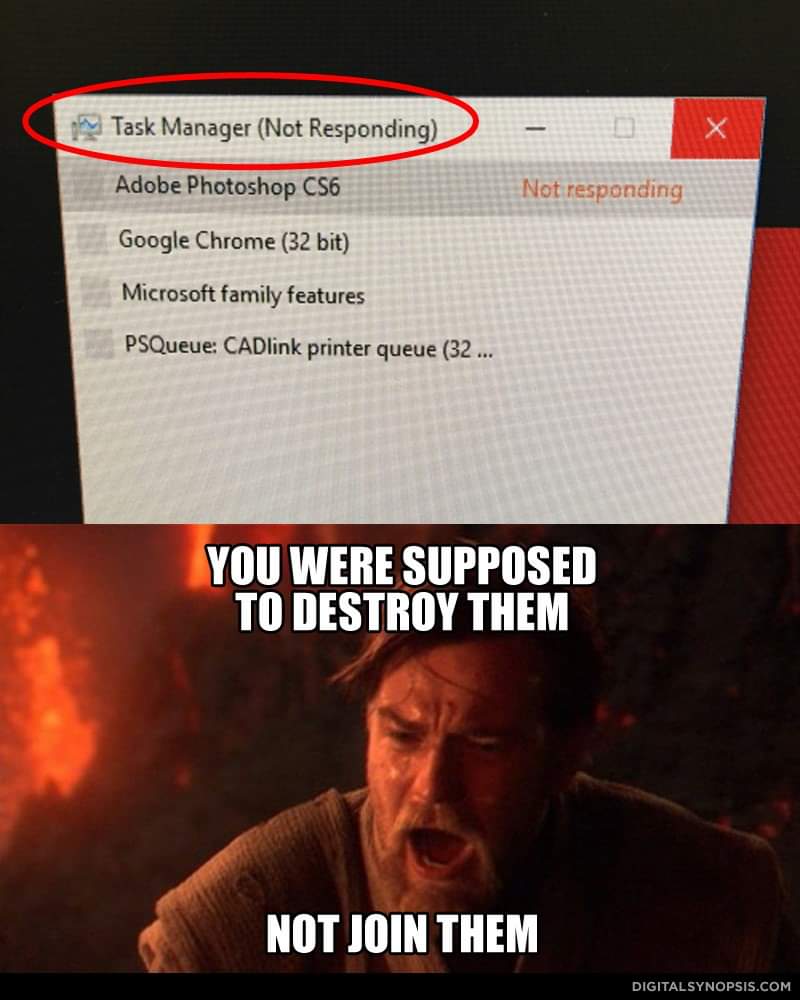 Task Manager (Not Responding)
Adobe Photoshop CS6 Not responding
Google Chrome (32 bit)
Microsoft family features
PSQueue: CADlink printer queue (32 ...
YOU WERE SUPPOSED
TO DESTROY THEM
NOT JOIN THEM
DIGITALSYNOPSIS.COM